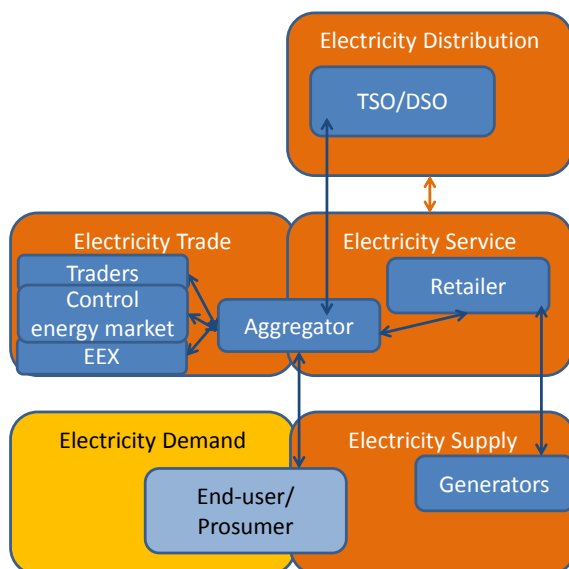 Electricity Distribution
TSO/DSO
Electricity Trade
Traders
Control
energy market
EEX
Electricity Service
Retailer
Aggregator
Electricity Demand
End-user/
Prosumer
Electricity Supply
Generators